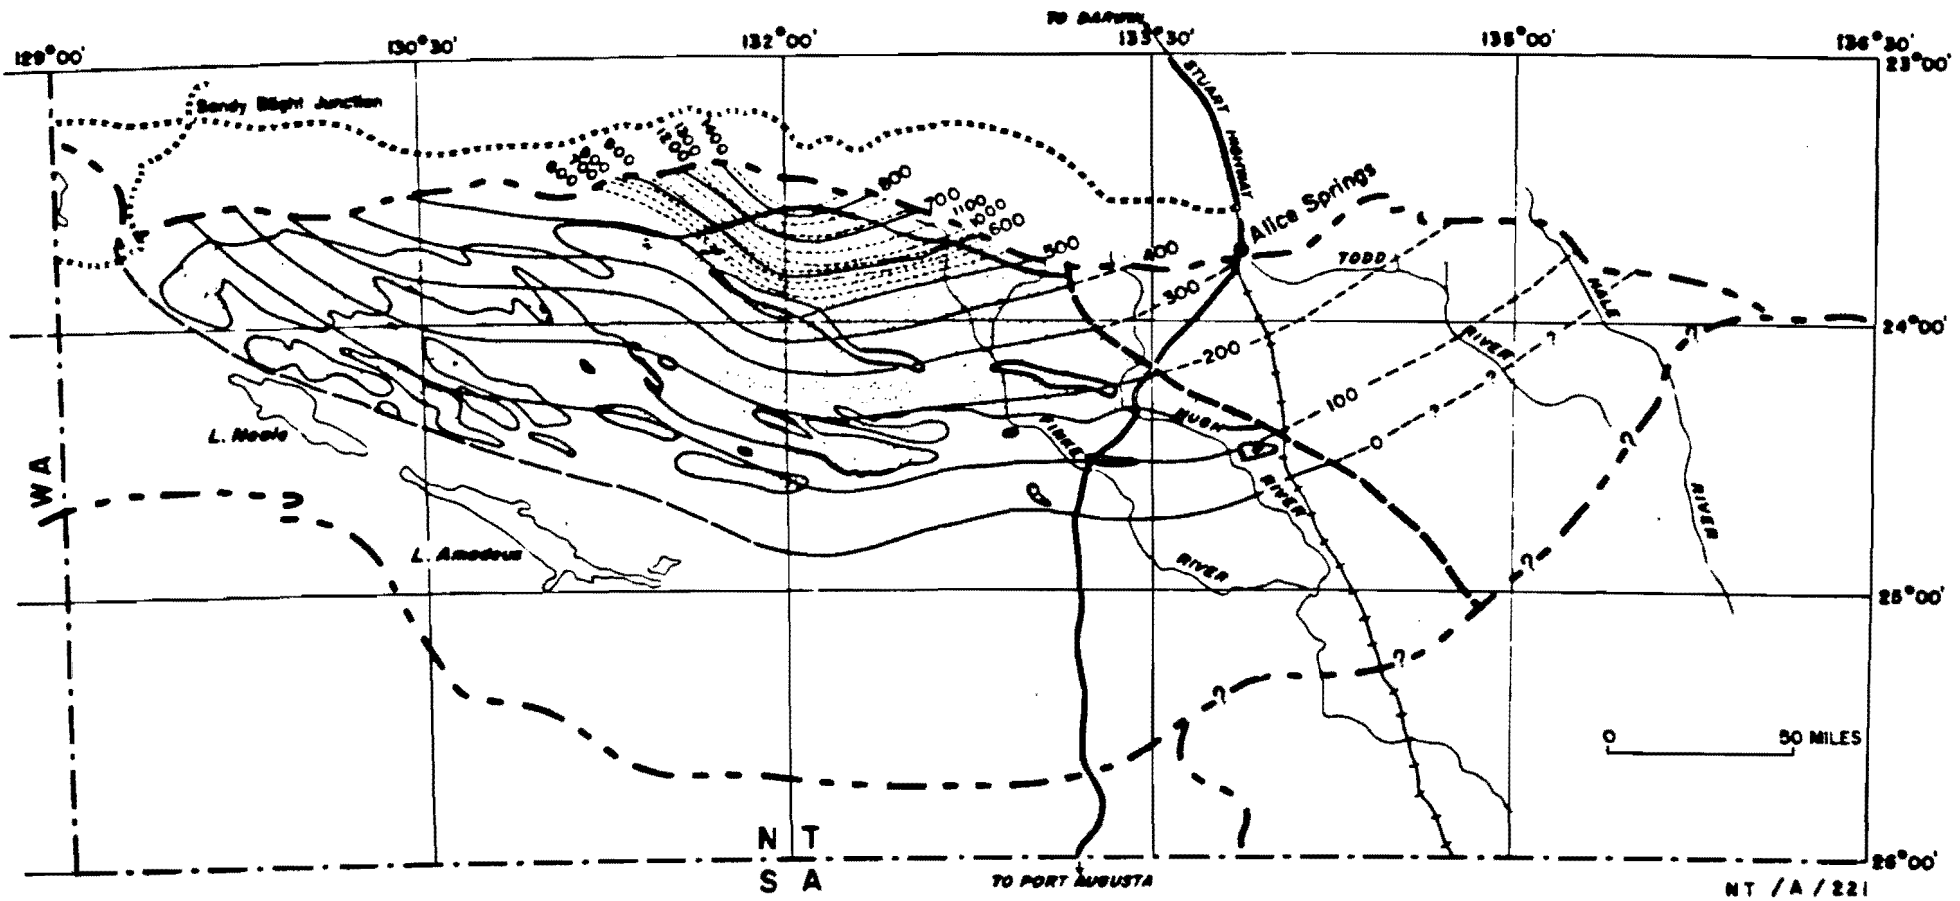 TO DARWIN
129°00'
130°30'
132°00'
133°30'
135°00'
136°30'
23°00'
STUART HIGHWAY
Sandy Blight Junction
600
800
1200
1300
1400
800
700
1100
1000
600
500
400
300
200
100
0
Alice Springs
TODD
RIVER
HALE
RIVER
24°00'
L. Neale
FINKE
RIVER
HUGH
RIVER
WA
L. Amadeus
?
?
?
?
?
?
?
?
25°00'
0 50 MILES
N T
S A
26°00'
TO PORT AUGUSTA
NT /A/221